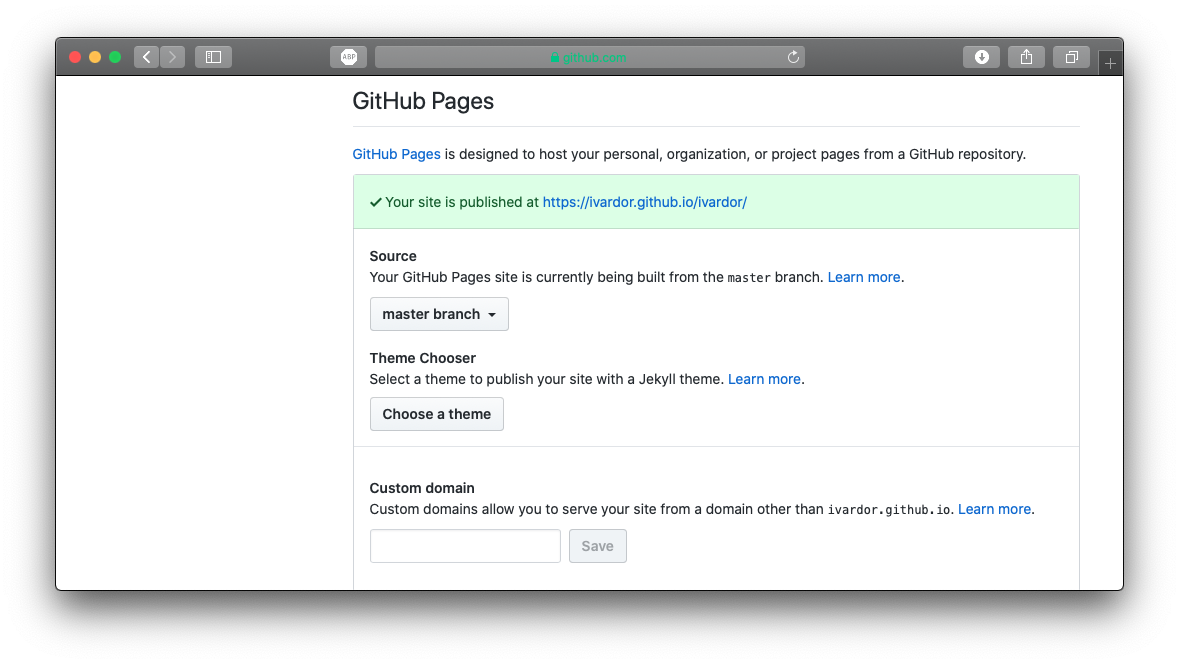 ABP
github.com
GitHub Pages
GitHub Pages is designed to host your personal, organization, or project pages from a GitHub repository.
Your site is published at https://ivardor.github.io/ivardor/
Source
Your GitHub Pages site is currently being built from the master branch. Learn more.
master branch
Theme Chooser
Select a theme to publish your site with a Jekyll theme. Learn more.
Choose a theme
Custom domain
Custom domains allow you to serve your site from a domain other than ivardor.github.io. Learn more.
Save